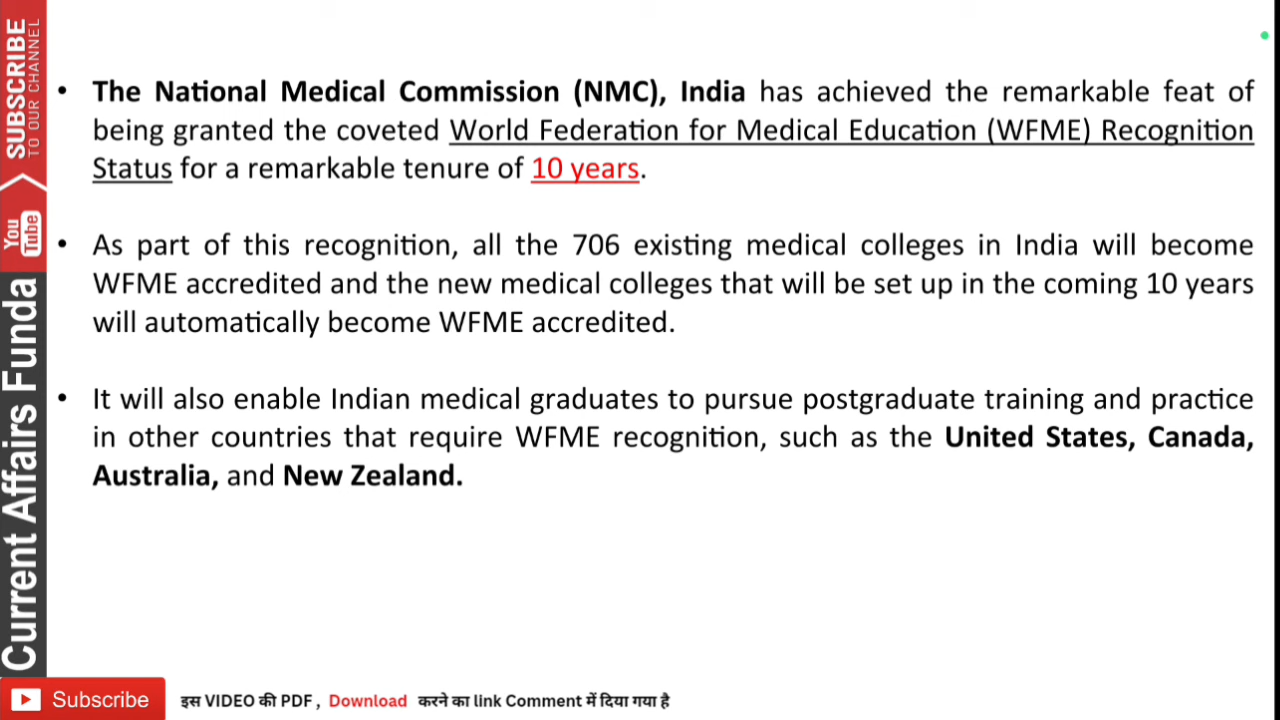 SUBSCRIBE
TO OUR CHANNEL
You
Tube
Current Affairs Funda
• The National Medical Commission (NMC), India has achieved the remarkable feat of
being granted the coveted World Federation for Medical Education (WFME) Recognition
Status for a remarkable tenure of 10 years.
• As part of this recognition, all the 706 existing medical colleges in India will become
WFME accredited and the new medical colleges that will be set up in the coming 10 years
will automatically become WFME accredited.
• It will also enable Indian medical graduates to pursue postgraduate training and practice
in other countries that require WFME recognition, such as the United States, Canada,
Australia, and New Zealand.
Subscribe
इस VIDEO की PDF , Download करने का link Comment में दिया गया है